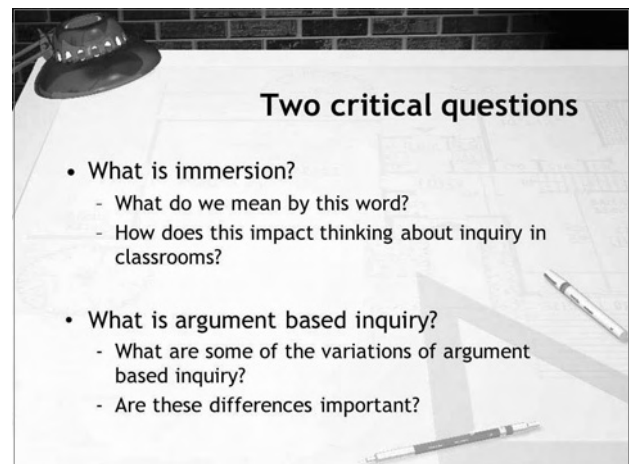 Two critical questions
• What is immersion?
– What do we mean by this word?
– How does this impact thinking about inquiry in
classrooms?
• What is argument based inquiry?
- What are some of the variations of argument
based inquiry?
- Are these differences important?